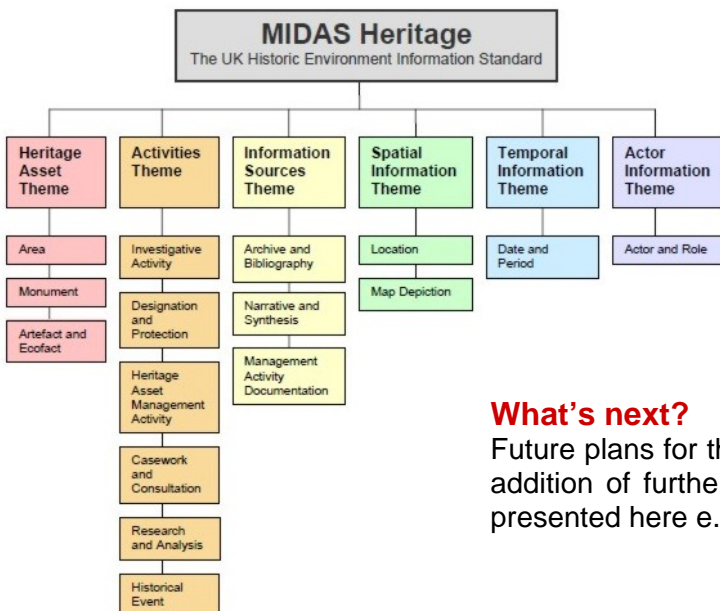 MIDAS Heritage
The UK Historic Environment Information Standard
Heritage
Asset
Theme
Area
Monument
Artefact and
Ecofact
Activities
Theme
Investigative
Activity
Designation
and
Protection
Heritage
Asset
Management
Activity
Casework
and
Consultation
Research
and Analysis
Historical
Event
Information
Sources
Theme
Archive and
Bibliography
Narrative and
Synthesis
Management
Activity
Documentation
Spatial
Information
Theme
Location
Map Depiction
Temporal
Information
Theme
Date and
Period
Actor
Information
Theme
Actor and Role
What's next?
Future plans for th
addition of furthe
presented here e.